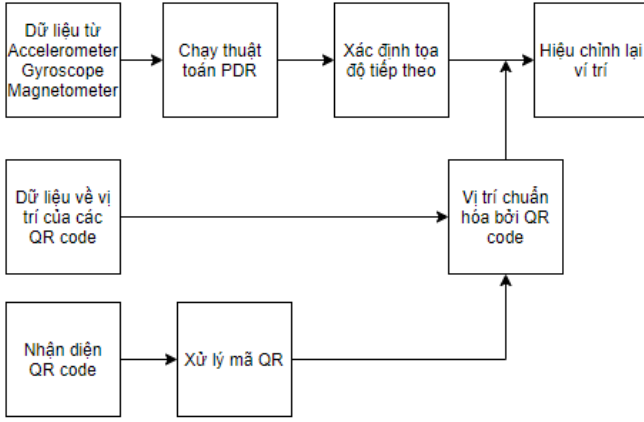 Dữ liệu từ
Accelerometer
Gyroscope
Magnetometer
Chạy thuật
toán PDR
Xác định tọa
độ tiếp theo
Hiệu chỉnh lại
ví trí
Dữ liệu về vị
trí của các
QR code
Vị trí chuẩn
hóa bởi QR
code
Nhận diện
QR code
Xử lý mã QR